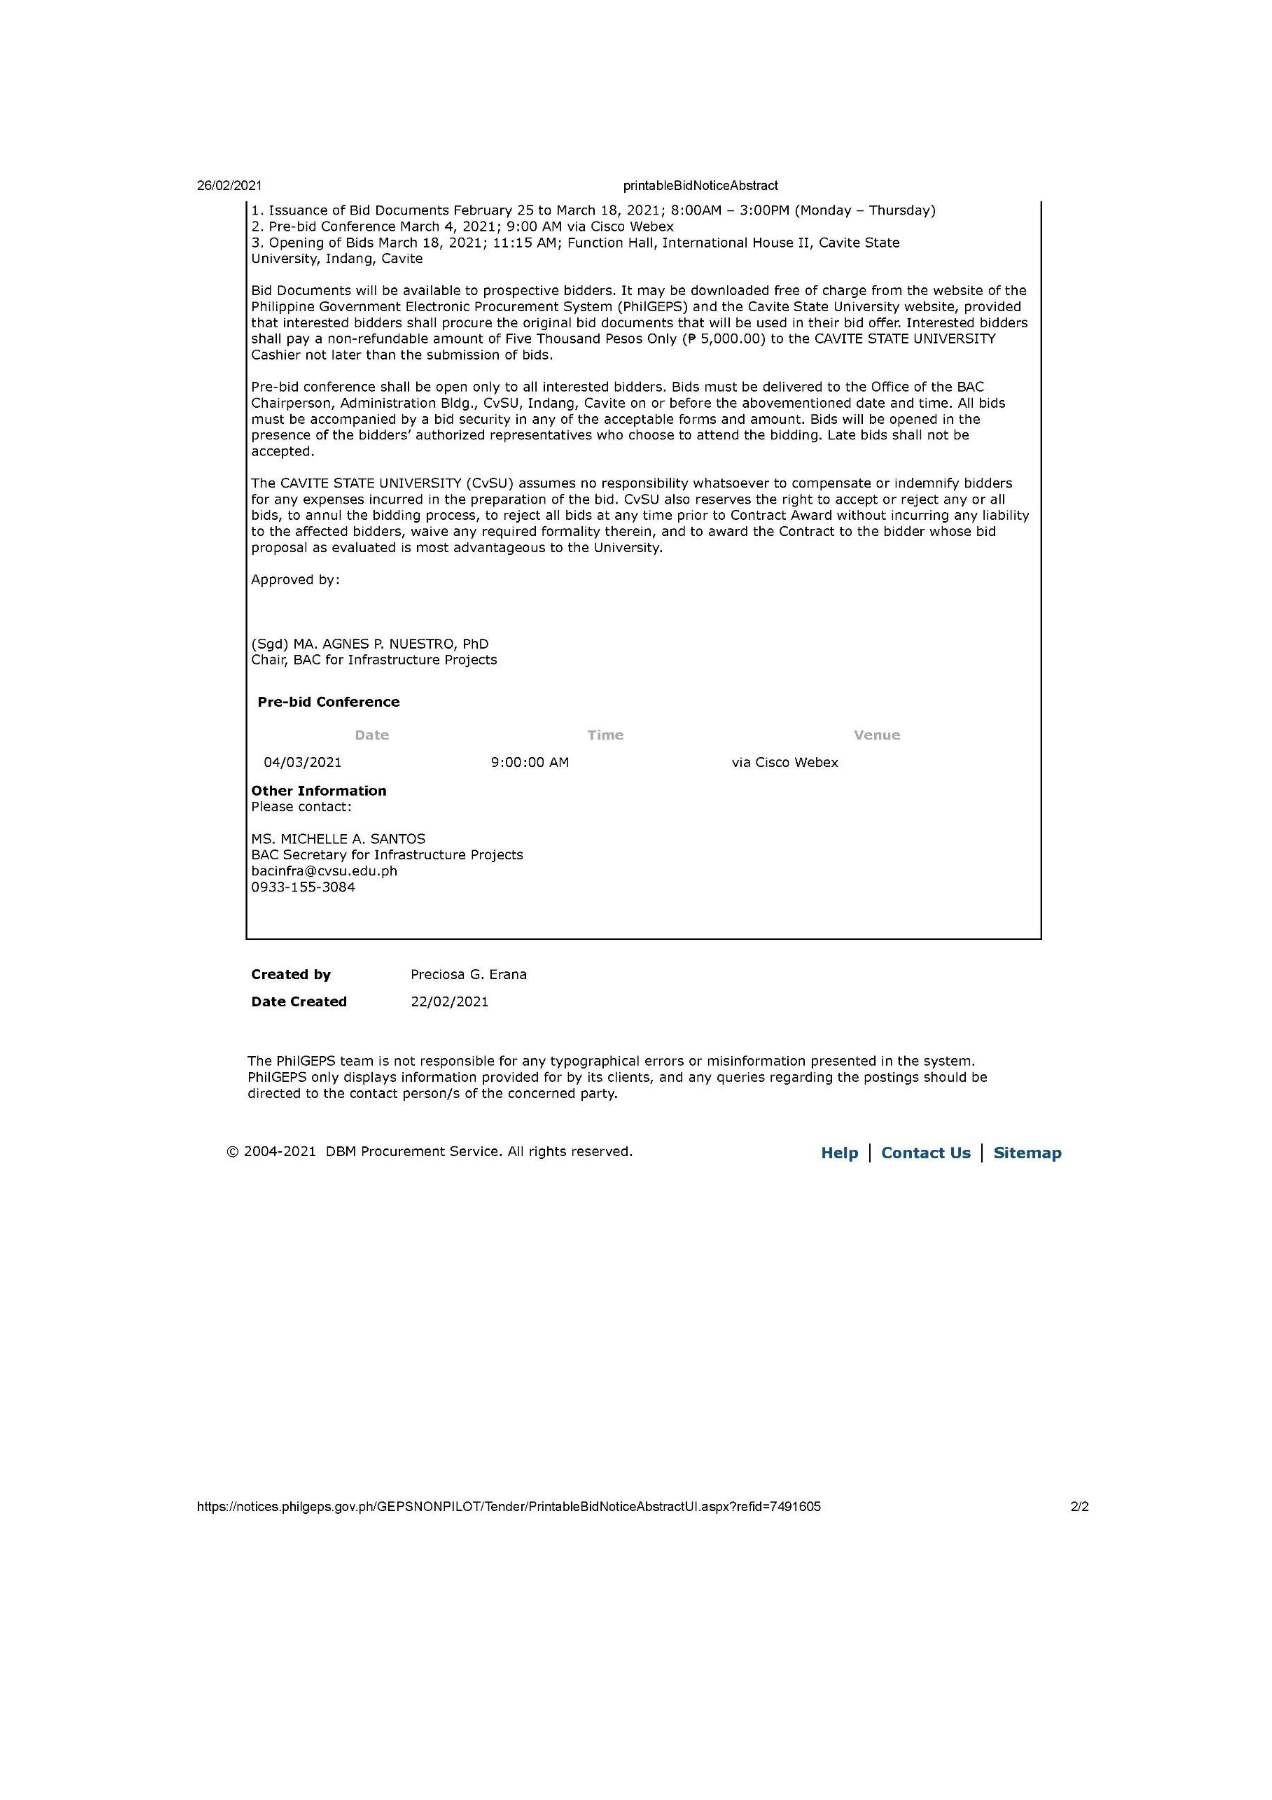 26/02/2021 printableBidNoticeAbstract
1. Issuance of Bid Documents February 25 to March 18, 2021; 8:00AM – 3:00PM (Monday – Thursday)
2. Pre-bid Conference March 4, 2021; 9:00 AM via Cisco Webex
3. Opening of Bids March 18, 2021; 11:15 AM; Function Hall, International House II, Cavite State
University, Indang, Cavite
Bid Documents will be available to prospective bidders. It may be downloaded free of charge from the website of the
Philippine Government Electronic Procurement System (PhilGEPS) and the Cavite State University website, provided
that interested bidders shall procure the original bid documents that will be used in their bid offer. Interested bidders
shall pay a non-refundable amount of Five Thousand Pesos Only (₱ 5,000.00) to the CAVITE STATE UNIVERSITY
Cashier not later than the submission of bids.
Pre-bid conference shall be open only to all interested bidders. Bids must be delivered to the Office of the BAC
Chairperson, Administration Bldg., CvSU, Indang, Cavite on or before the abovementioned date and time. All bids
must be accompanied by a bid security in any of the acceptable forms and amount. Bids will be opened in the
presence of the bidders’ authorized representatives who choose to attend the bidding. Late bids shall not be
accepted.
The CAVITE STATE UNIVERSITY (CvSU) assumes no responsibility whatsoever to compensate or indemnify bidders
for any expenses incurred in the preparation of the bid. CvSU also reserves the right to accept or reject any or all
bids, to annul the bidding process, to reject all bids at any time prior to Contract Award without incurring any liability
to the affected bidders, waive any required formality therein, and to award the Contract to the bidder whose bid
proposal as evaluated is most advantageous to the University.
Approved by:
(Sgd) MA. AGNES P. NUESTRO, PhD
Chair, BAC for Infrastructure Projects
Pre-bid Conference
Date Time Venue
04/03/2021 9:00:00 AM via Cisco Webex
Other Information
Please contact:
MS. MICHELLE A. SANTOS
BAC Secretary for Infrastructure Projects
bacinfra@cvsu.edu.ph
0933-155-3084
Created by Preciosa G. Erana
Date Created 22/02/2021
The PhilGEPS team is not responsible for any typographical errors or misinformation presented in the system.
PhilGEPS only displays information provided for by its clients, and any queries regarding the postings should be
directed to the contact person/s of the concerned party.
© 2004-2021 DBM Procurement Service. All rights reserved. Help | Contact Us | Sitemap
https://notices.philgeps.gov.ph/GEPSNONPILOT/Tender/PrintableBidNoticeAbstractUI.aspx?refid=7491605 2/2